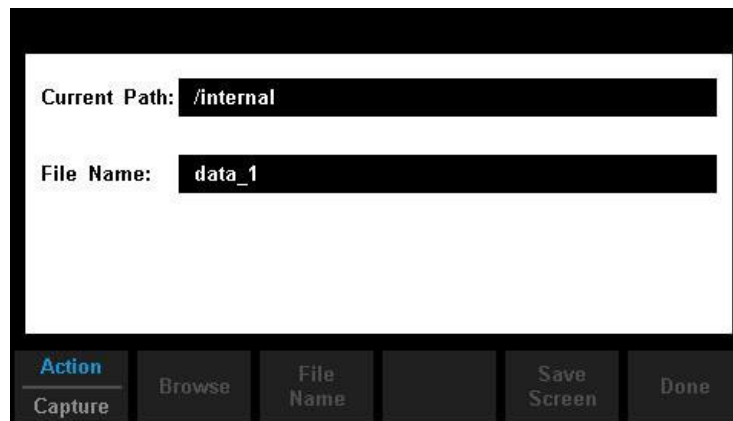 Current Path: /internal
File Name: data_1
Action
Capture
Browse
File
Name
Save
Screen
Done